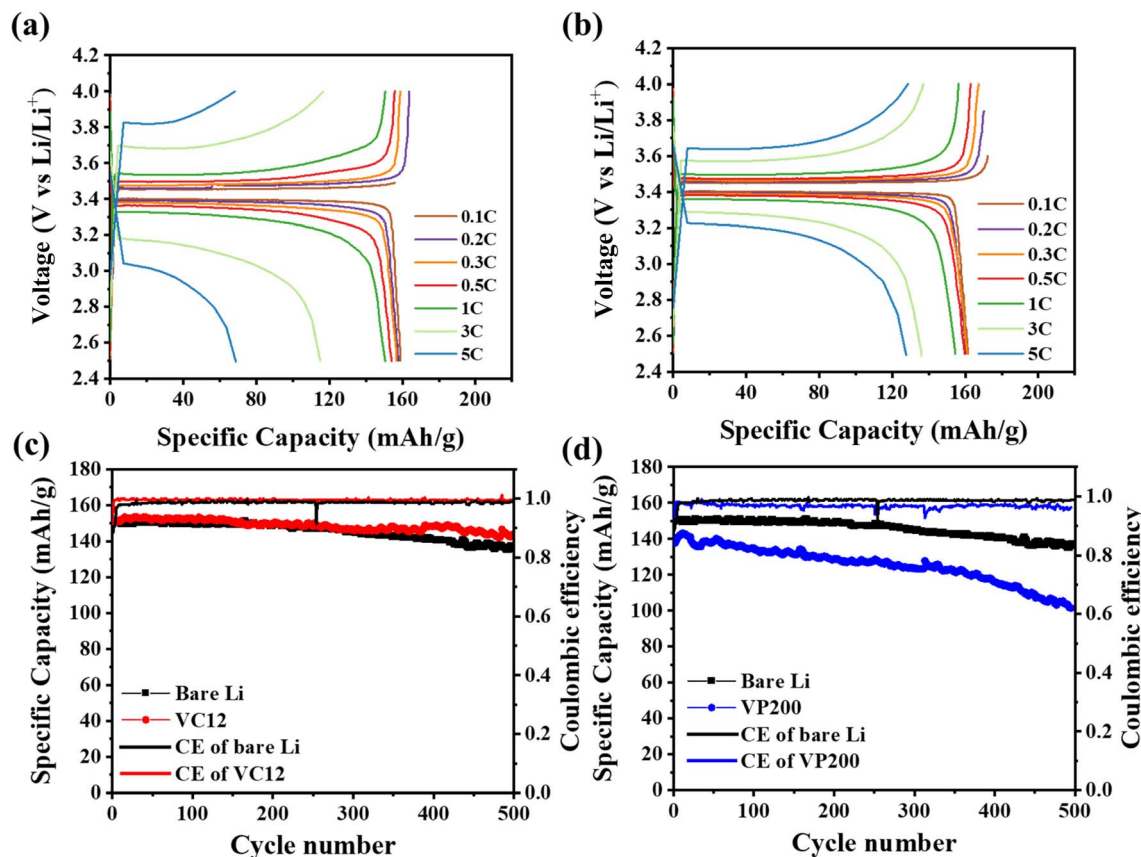 (a)
4.2
4.0
3.8
3.6
3.4
3.2
3.0
2.8
2.6
2.4
Voltage (V vs Li/Li+)
0.1C
0.2C
0.3C
0.5C
1C
3C
5C
0 40 80 120 160 200
Specific Capacity (mAh/g)
(b)
4.2
4.0
3.8
3.6
3.4
3.2
3.0
2.8
2.6
2.4
Voltage (V vs Li/Li+)
0.1C
0.2C
0.3C
0.5C
1C
3C
5C
0 40 80 120 160 200
Specific Capacity (mAh/g)
(c)
180
160
140
120
100
80
60
40
20
0
Specific Capacity (mAh/g)
Bare Li
VC12
CE of bare Li
CE of VC12
1.0
0.8
0.6
0.4
0.2
0.0
Coulombic efficiency
0 100 200 300 400 500
Cycle number
(d)
180
160
140
120
100
80
60
40
20
0
Specific Capacity (mAh/g)
Bare Li
VP200
CE of bare Li
CE of VP200
1.0
0.8
0.6
0.4
0.2
0.0
Coulombic efficiency
0 100 200 300 400 500
Cycle number